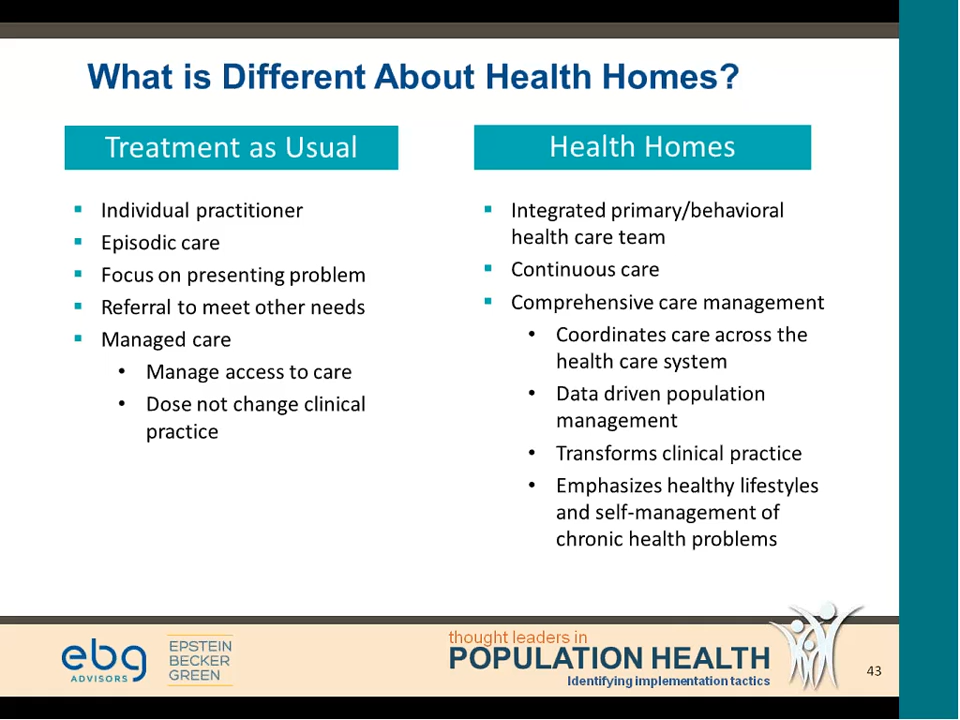 What is Different About Health Homes?
Treatment as Usual
▪ Individual practitioner
▪ Episodic care
▪ Focus on presenting problem
▪ Referral to meet other needs
▪ Managed care
• Manage access to care
• Dose not change clinical
practice
Health Homes
▪ Integrated primary/behavioral
health care team
▪ Continuous care
▪ Comprehensive care management
• Coordinates care across the
health care system
• Data driven population
management
• Transforms clinical practice
• Emphasizes healthy lifestyles
and self-management of
chronic health problems
ebg
ADVISORS
EPSTEIN
BECKER
GREEN
thought leaders in
POPULATION HEALTH
Identifying implementation tactics
43